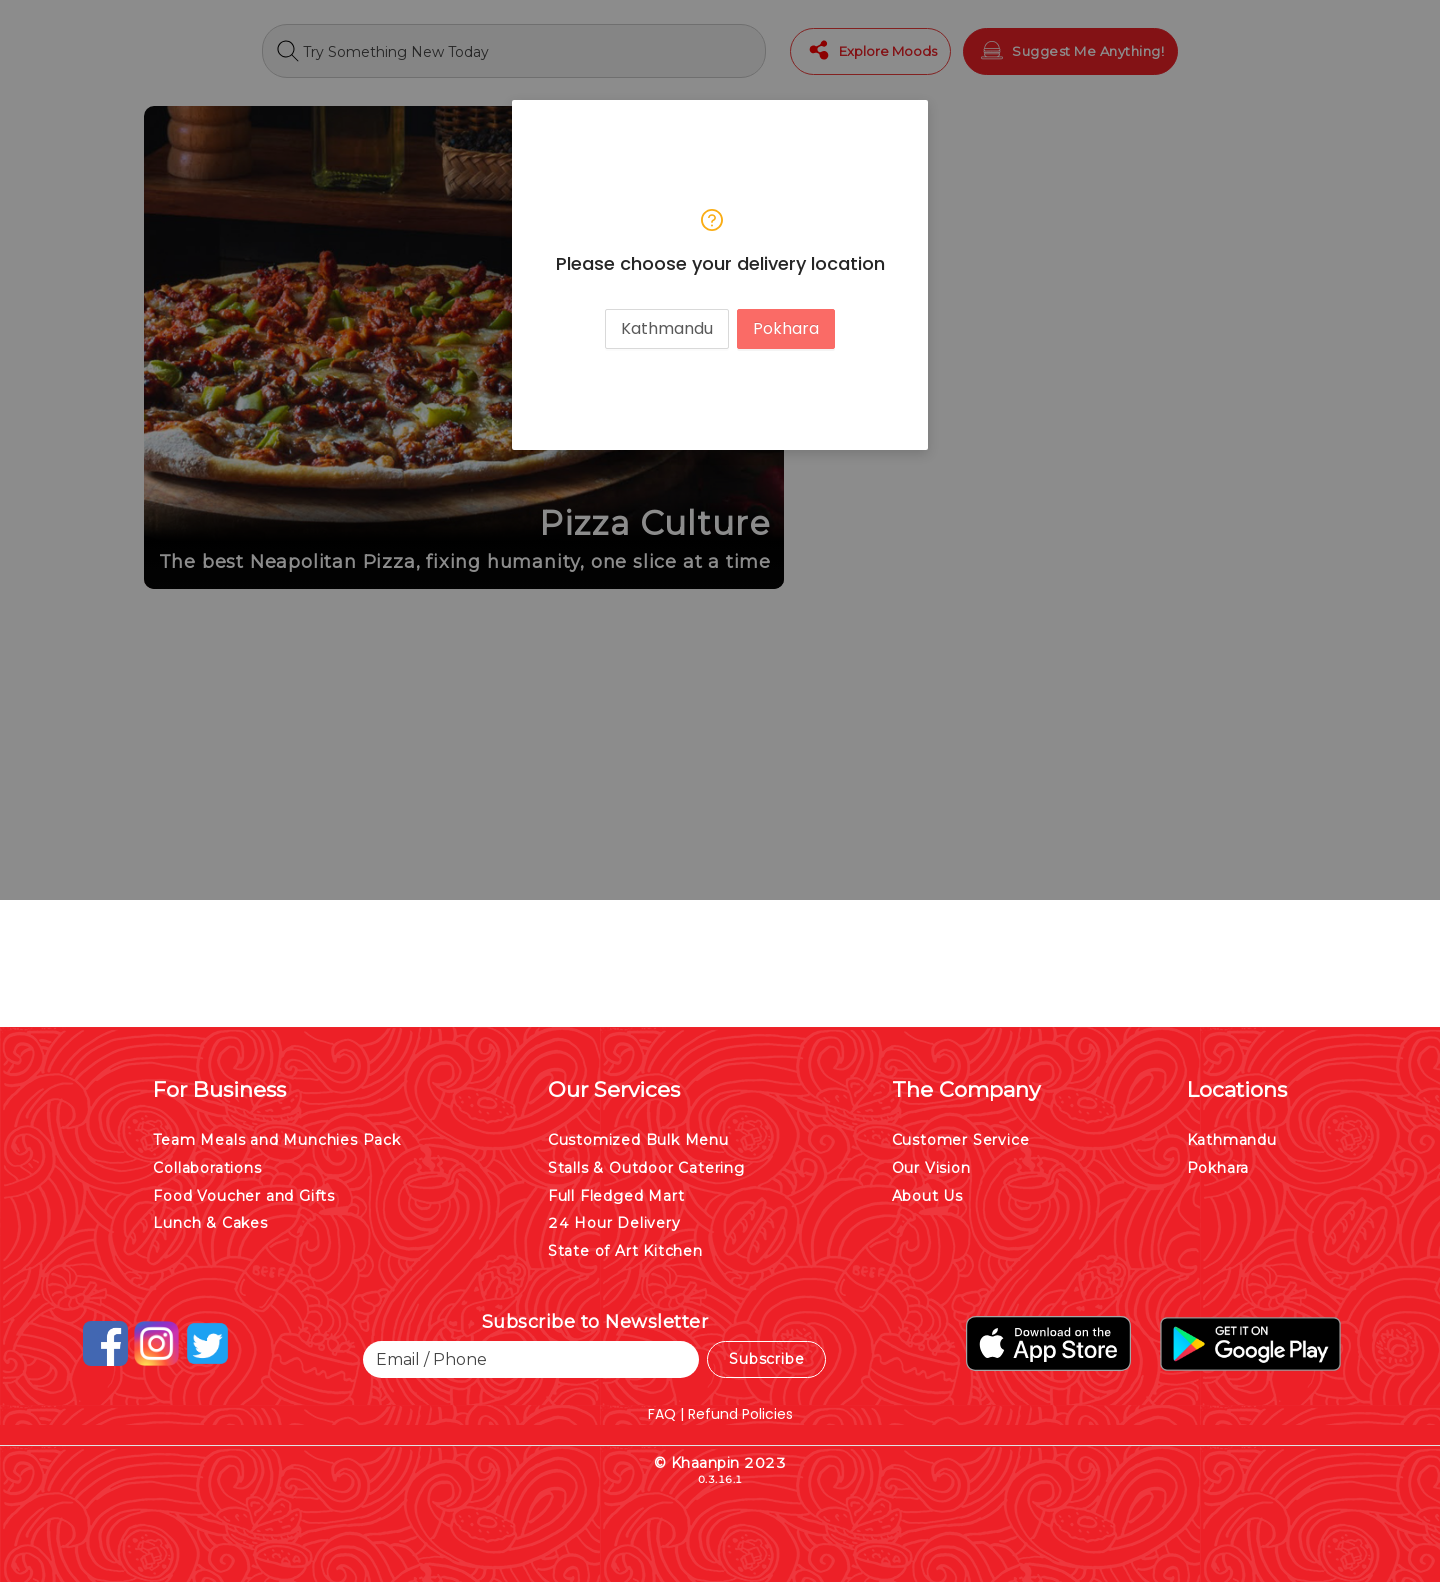 Try Something New Today
Explore Moods
Suggest Me Anything!
Please choose your delivery location
Kathmandu
Pokhara
Pizza Culture
The best Neapolitan Pizza, fixing humanity, one slice at a time
For Business
Team Meals and Munchies Pack
Collaborations
Food Voucher and Gifts
Lunch & Cakes
Our Services
Customized Bulk Menu
Stalls & Outdoor Catering
Full Fledged Mart
24 Hour Delivery
State of Art Kitchen
The Company
Customer Service
Our Vision
About Us
Locations
Kathmandu
Pokhara
Subscribe to Newsletter
Email / Phone
Subscribe
Download on the
App Store
GET IT ON
Google Play
FAQ | Refund Policies
© Khaanpin 2023
0.3.16.1